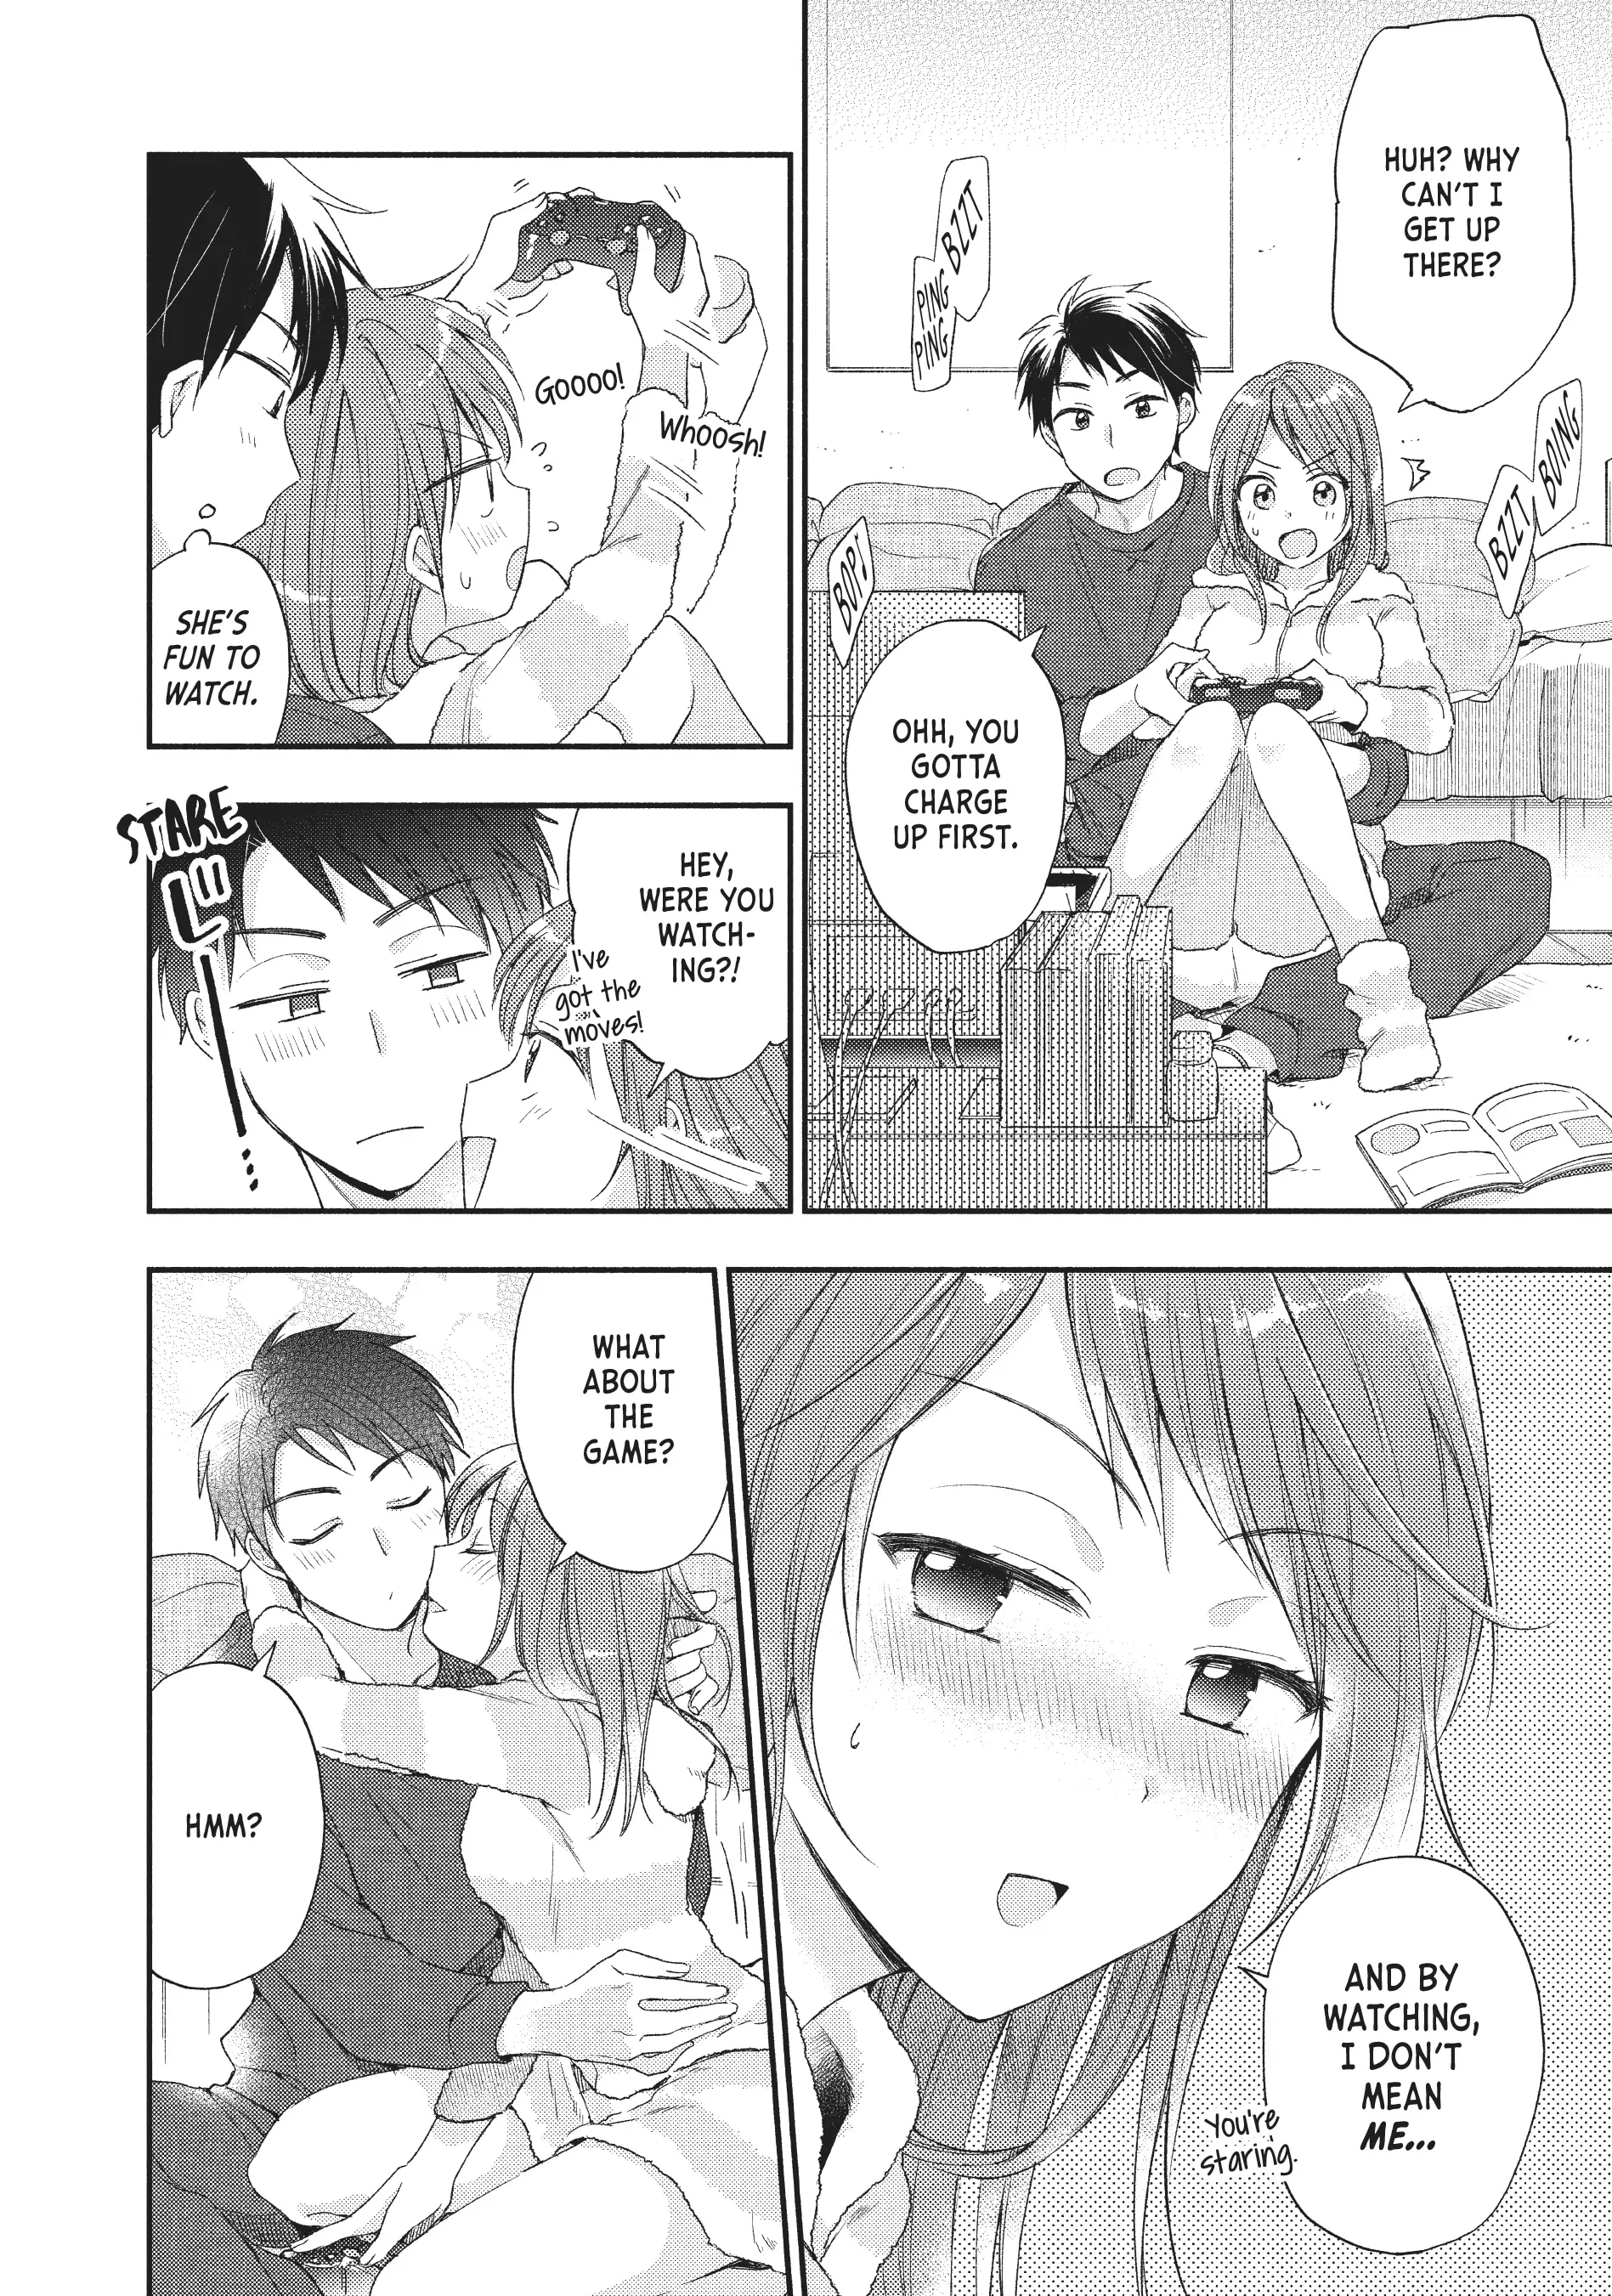 HUH? WHY
CAN'T I
GET UP
THERE?
BZZT
PING
PING
BOING
BZZT
BOP!
OHH, YOU
GOTTA
CHARGE
UP FIRST.
Goooo!
Whoosh!
SHE'S
FUN TO
WATCH.
HEY,
WERE YOU
WATCH-
ING?!
I've
got the
moves!
STARE
AND BY
WATCHING,
I DON'T
MEAN
ME...
You're
staring.
WHAT
ABOUT
THE
GAME?
HMM?